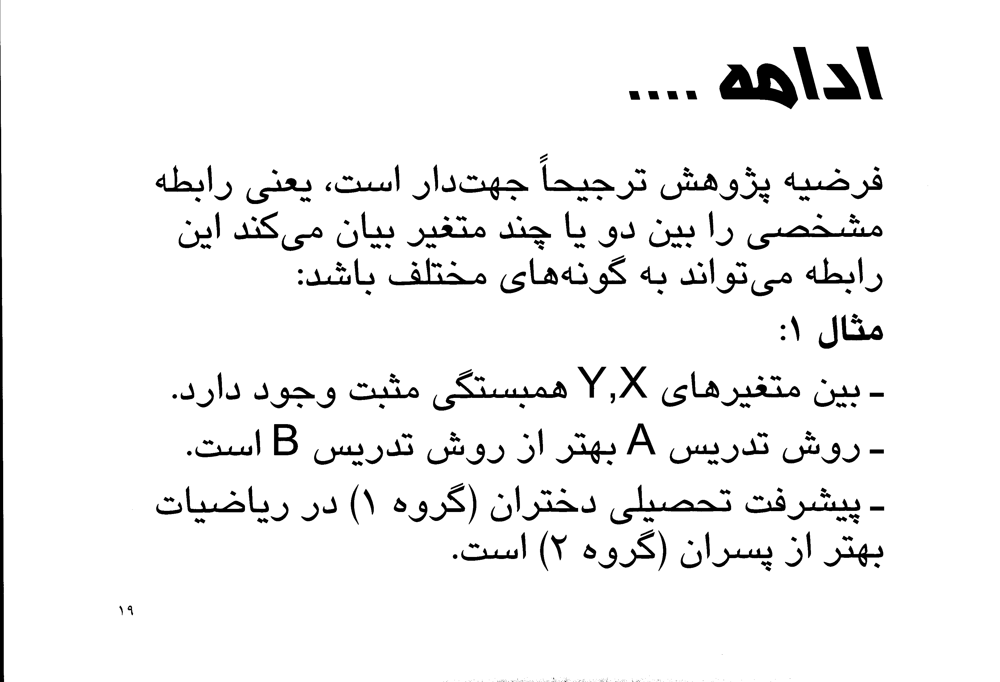 ادامه ....
فرضیه پژوهش ترجیحاً جهت‌دار است، یعنی رابطه
مشخصی را بین دو یا چند متغیر بیان می‌کند این
رابطه می‌تواند به گونه‌های مختلف باشد:
مثال ۱:
ـ بین متغیرهای Y,X همبستگی مثبت وجود دارد.
ـ روش تدریس A بهتر از روش تدریس B است.
ـ پیشرفت تحصیلی دختران (گروه ۱) در ریاضیات
بهتر از پسران (گروه ۲) است.
۱۹